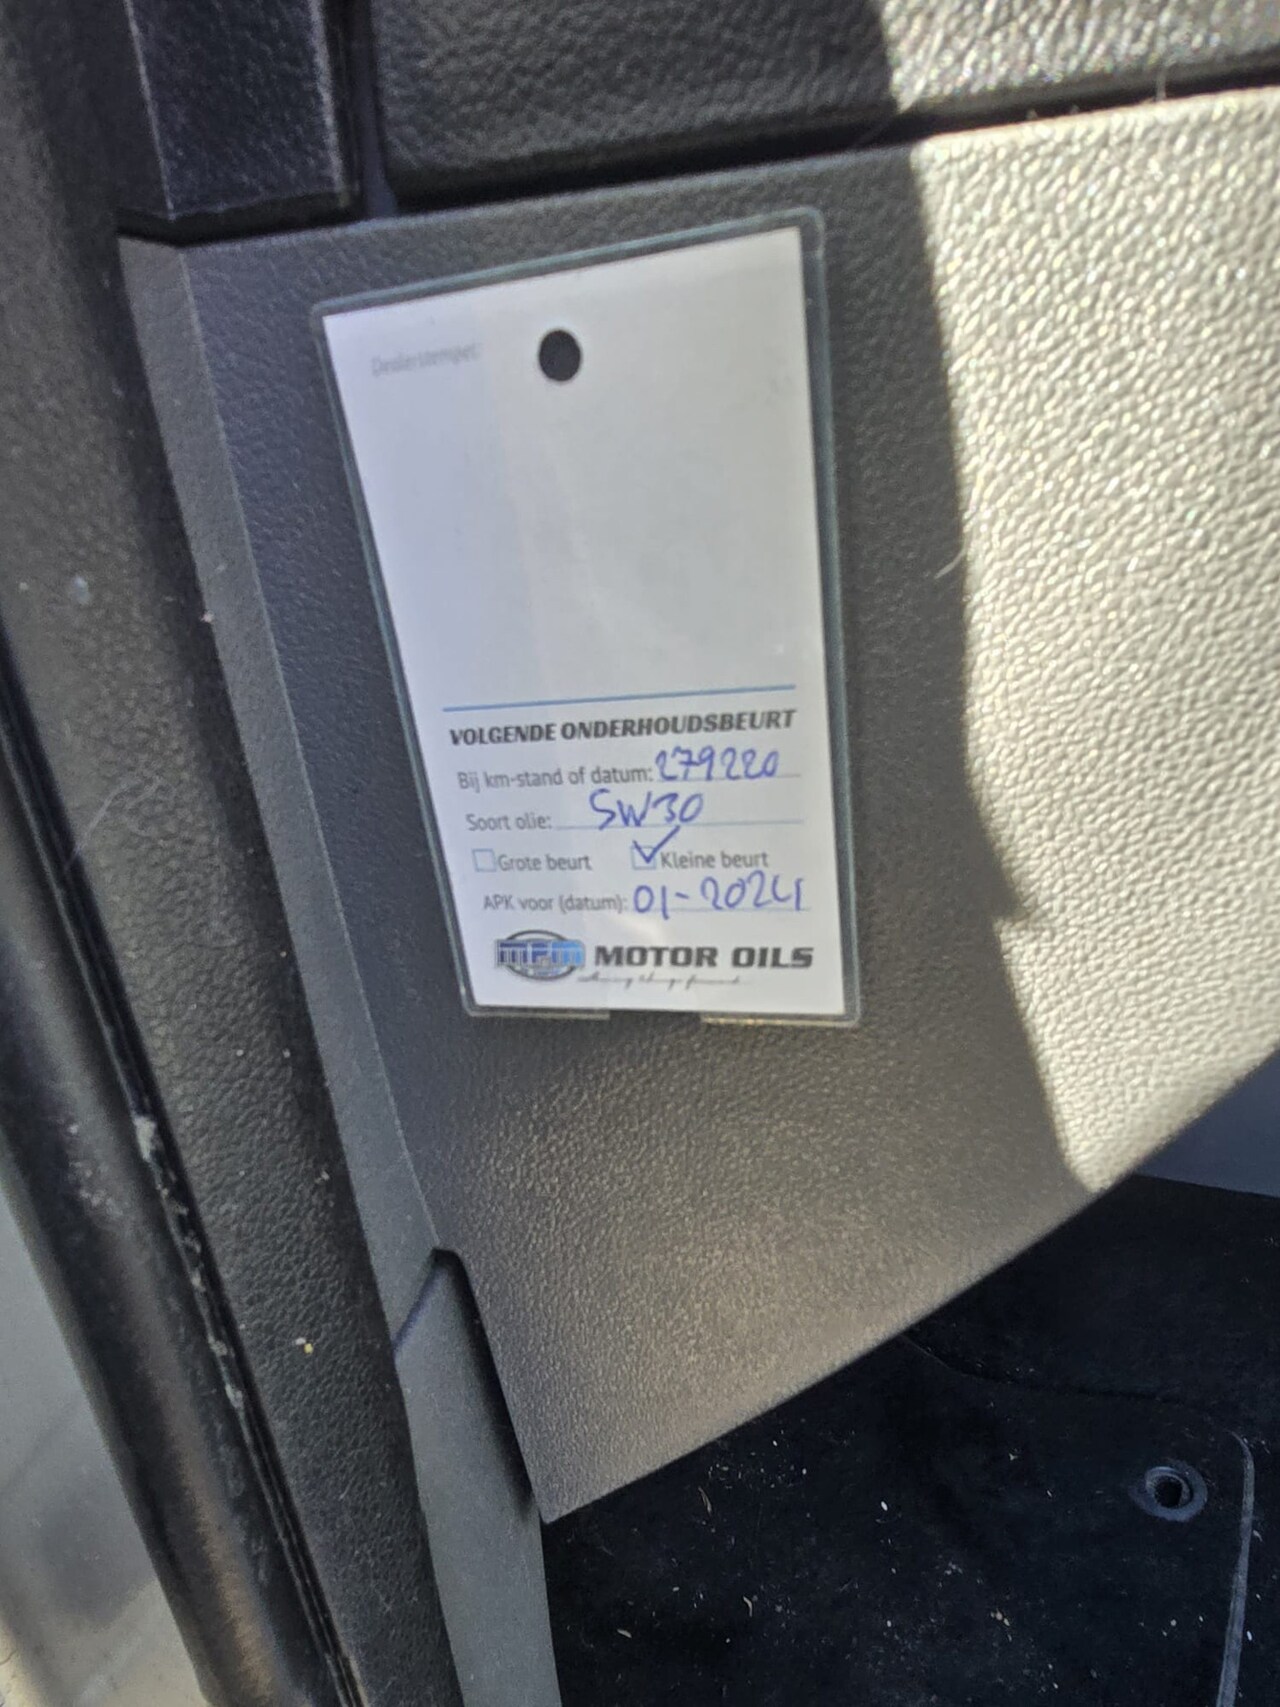 Dealerstempel:
VOLGENDE ONDERHOUDSBEURT
Bij km-stand of datum: 279220
Soort olie: 5W30
Grote beurt Kleine beurt
APK voor (datum): 01-2024
MPM MOTOR OILS